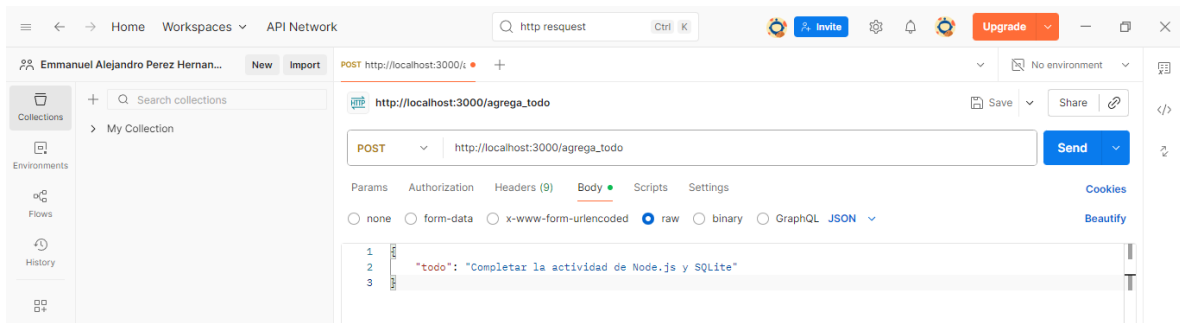 Home Workspaces API Network http resquest Ctrl K Invite Upgrade
Emmanuel Alejandro Perez Hernan... New Import POST http://localhost:3000/a No environment
Collections
Search collections
My Collection
Environments
Flows
History
HTTP http://localhost:3000/agrega_todo Save Share
POST http://localhost:3000/agrega_todo Send
Params Authorization Headers (9) Body Scripts Settings Cookies
none form-data x-www-form-urlencoded raw binary GraphQL JSON Beautify
1 {
2 "todo": "Completar la actividad de Node.js y SQLite"
3 }